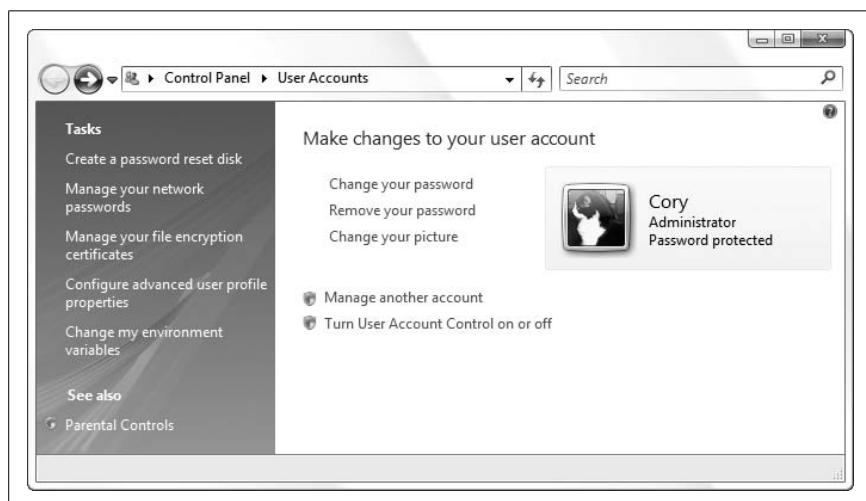 Control Panel
User Accounts
Search
Tasks
Create a password reset disk
Manage your network
passwords
Manage your file encryption
certificates
Configure advanced user profile
properties
Change my environment
variables
See also
Parental Controls
Make changes to your user account
Change your password
Remove your password
Change your picture
Manage another account
Turn User Account Control on or off
Cory
Administrator
Password protected